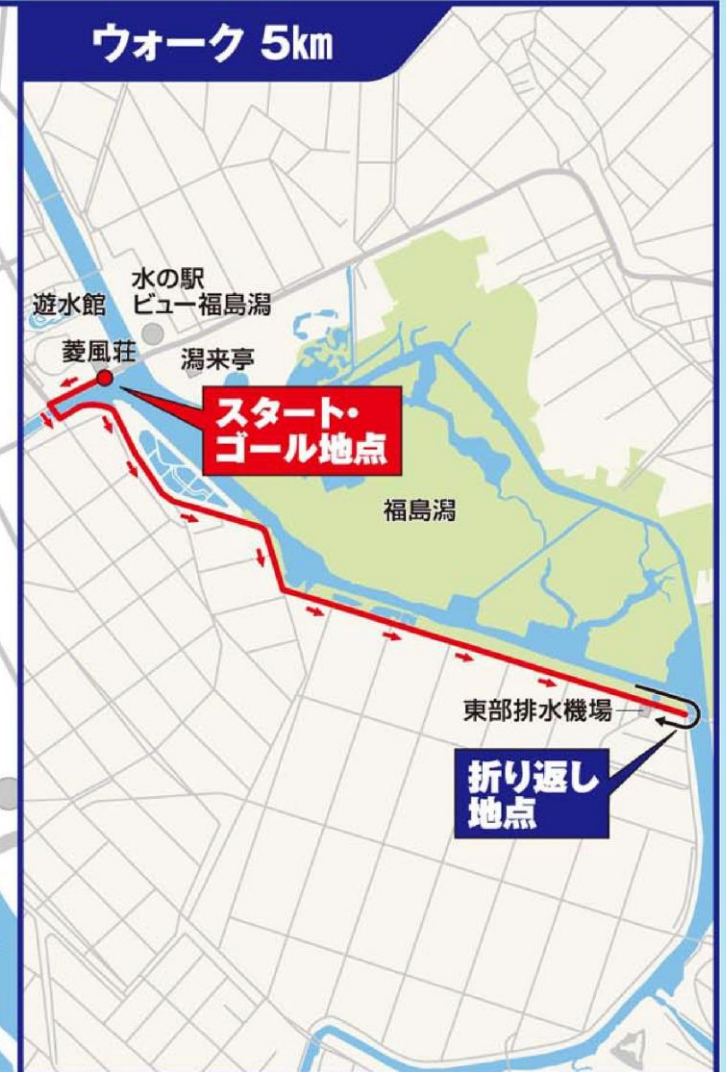 ウォーク 5km
水の駅
ビュー福島潟
遊水館
菱風荘
潟来亭
スタート・
ゴール地点
福島潟
東部排水機場
折り返し
地点